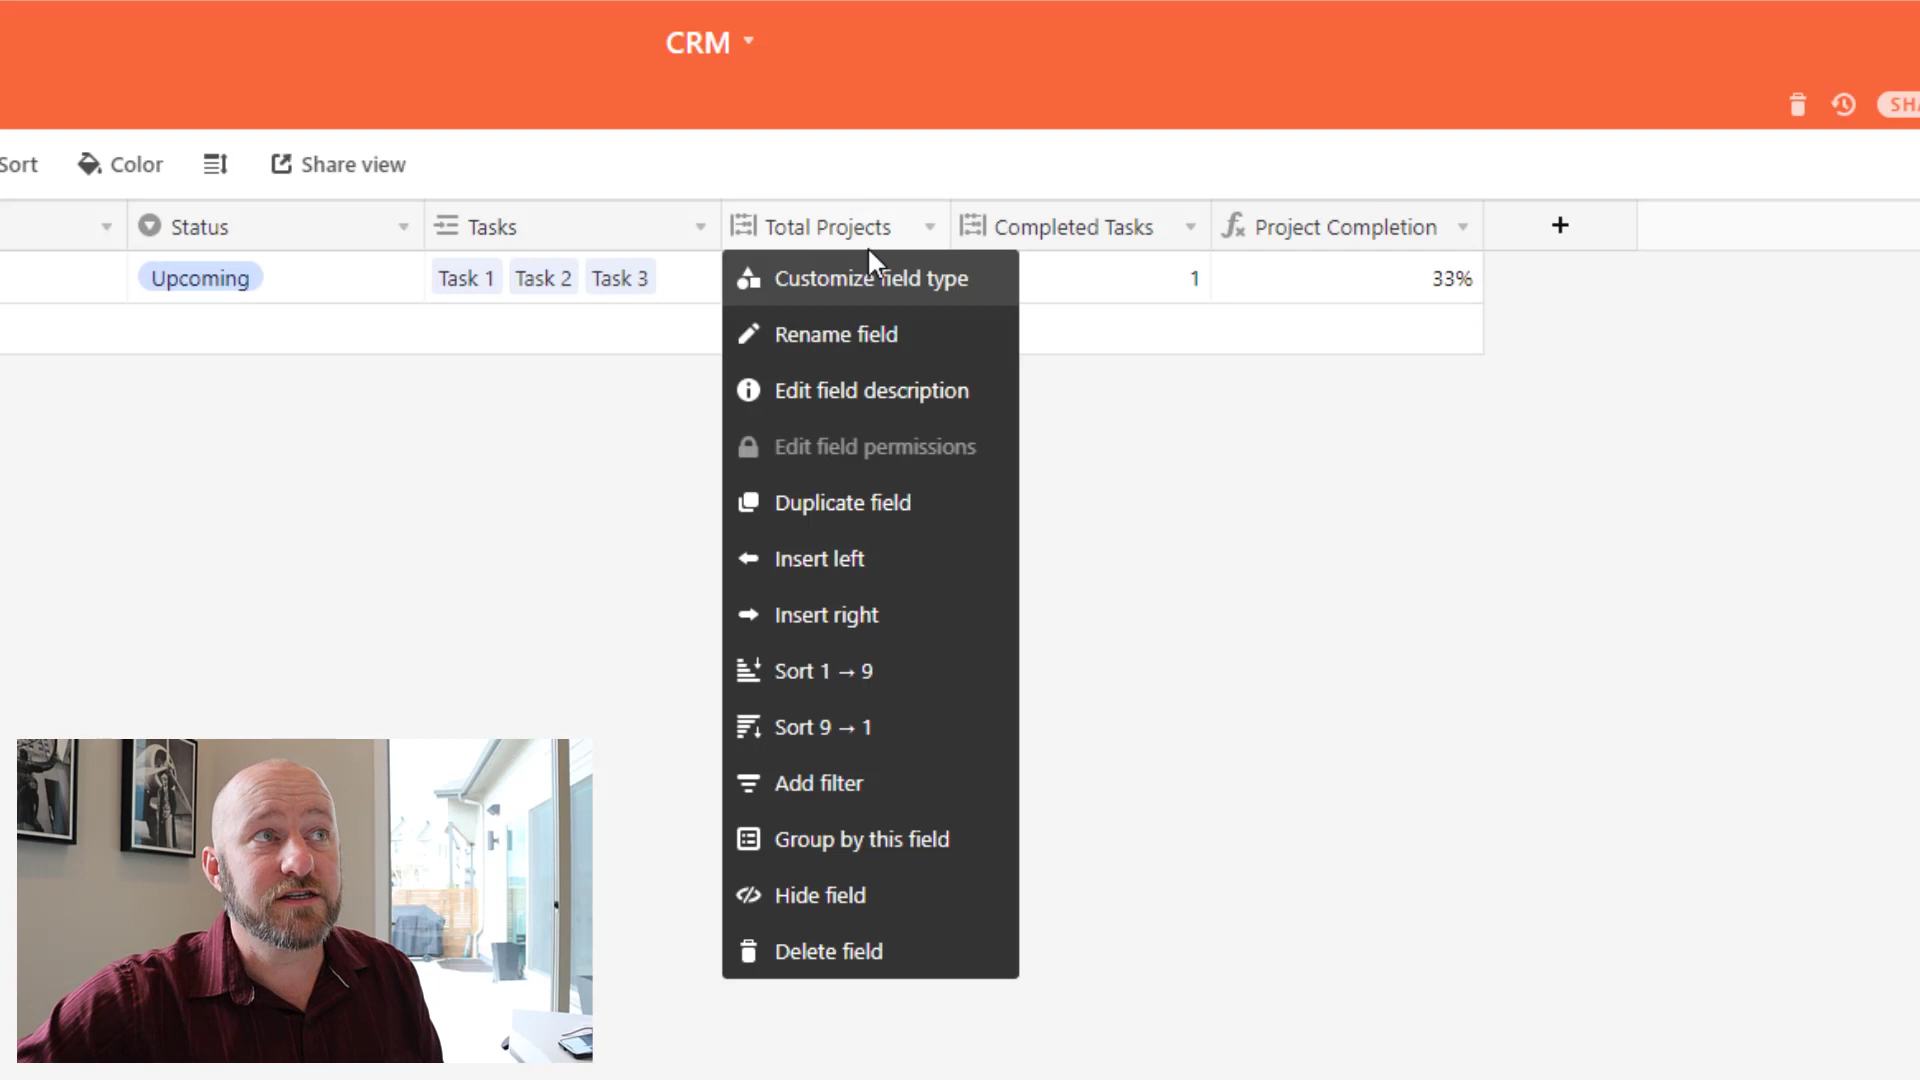 CRM
SHA
Sort Color Share view
Status Tasks Total Projects Completed Tasks Project Completion +
Upcoming Task 1 Task 2 Task 3 1 33%
Customize field type
Rename field
Edit field description
Edit field permissions
Duplicate field
Insert left
Insert right
Sort 1 → 9
Sort 9 → 1
Add filter
Group by this field
Hide field
Delete field